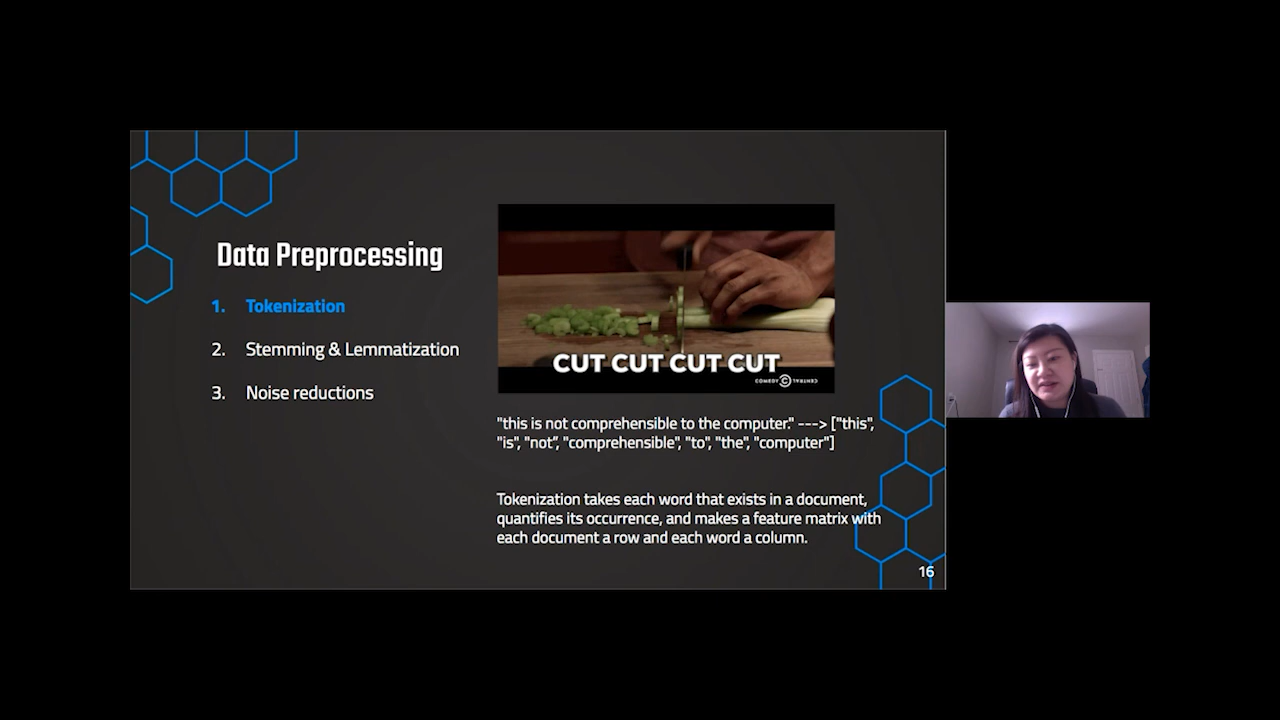 Data Preprocessing
1. Tokenization
2. Stemming & Lemmatization
3. Noise reductions
CUT CUT CUT CUT
COMEDY CENTRAL
"this is not comprehensible to the computer." ---> ["this",
"is", "not", "comprehensible", "to", "the", "computer"]
Tokenization takes each word that exists in a document,
quantifies its occurrence, and makes a feature matrix with
each document a row and each word a column.
16